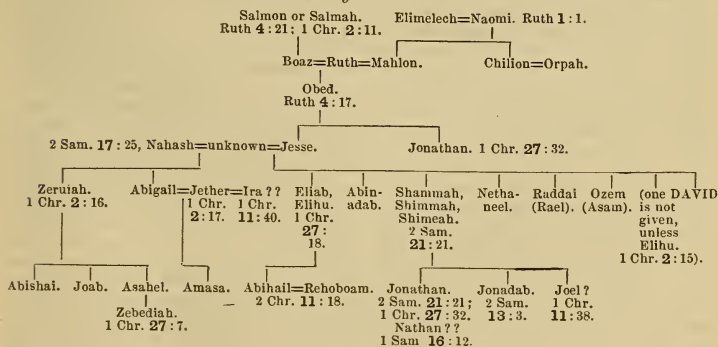 Salmon or Salmah. Elimelech=Naomi. Ruth 1:1.
Ruth 4:21; 1 Chr. 2:11.
Boaz=Ruth=Mahlon. Chilion=Orpah.
Obed.
Ruth 4:17.
2 Sam. 17:25, Nahash=unknown=Jesse. Jonathan. 1 Chr. 27:32.
Zeruiah.
1 Chr. 2:16.
Abigail=Jether=Ira??
1 Chr. 1 Chr.
2:17. 11:40.
Eliab,
Elihu.
1 Chr.
27:
18.
Abin-
adab.
Shammah,
Shimmah,
Shimeah.
2 Sam.
21:21.
Netha-
neel.
Raddai
(Rael).
Ozem
(Asam).
(one DAVID
is not
given,
unless
Elihu.
1 Chr. 2:15).
Abishai. Joab. Asahel.
Zebediah.
1 Chr. 27:7.
Amasa.
Abihail=Rehoboam.
2 Chr. 11:18.
Jonathan.
2 Sam. 21:21;
1 Chr. 27:32.
Nathan??
1 Sam 16:12.
Jonadab.
2 Sam.
13:3.
Joel?
1 Chr.
11:38.